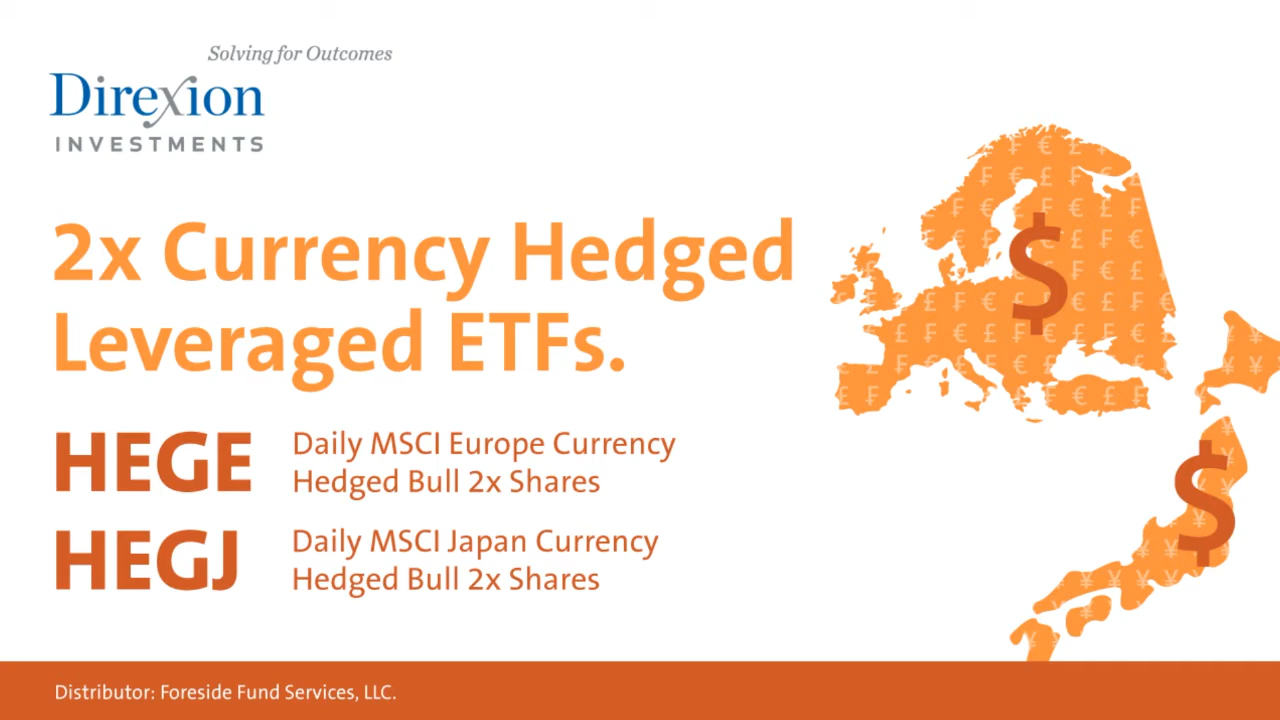 Solving for Outcomes
Direxion
INVESTMENTS
2x Currency Hedged
Leveraged ETFs.
HEGE
Daily MSCI Europe Currency
Hedged Bull 2x Shares
HEGJ
Daily MSCI Japan Currency
Hedged Bull 2x Shares
$
$
Distributor: Foreside Fund Services, LLC.